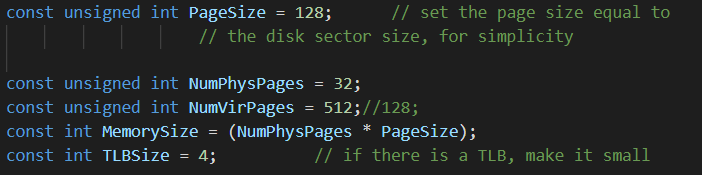 const unsigned int PageSize = 128; // set the page size equal to
// the disk sector size, for simplicity
const unsigned int NumPhysPages = 32;
const unsigned int NumVirPages = 512;//128;
const int MemorySize = (NumPhysPages * PageSize);
const int TLBSize = 4; // if there is a TLB, make it small